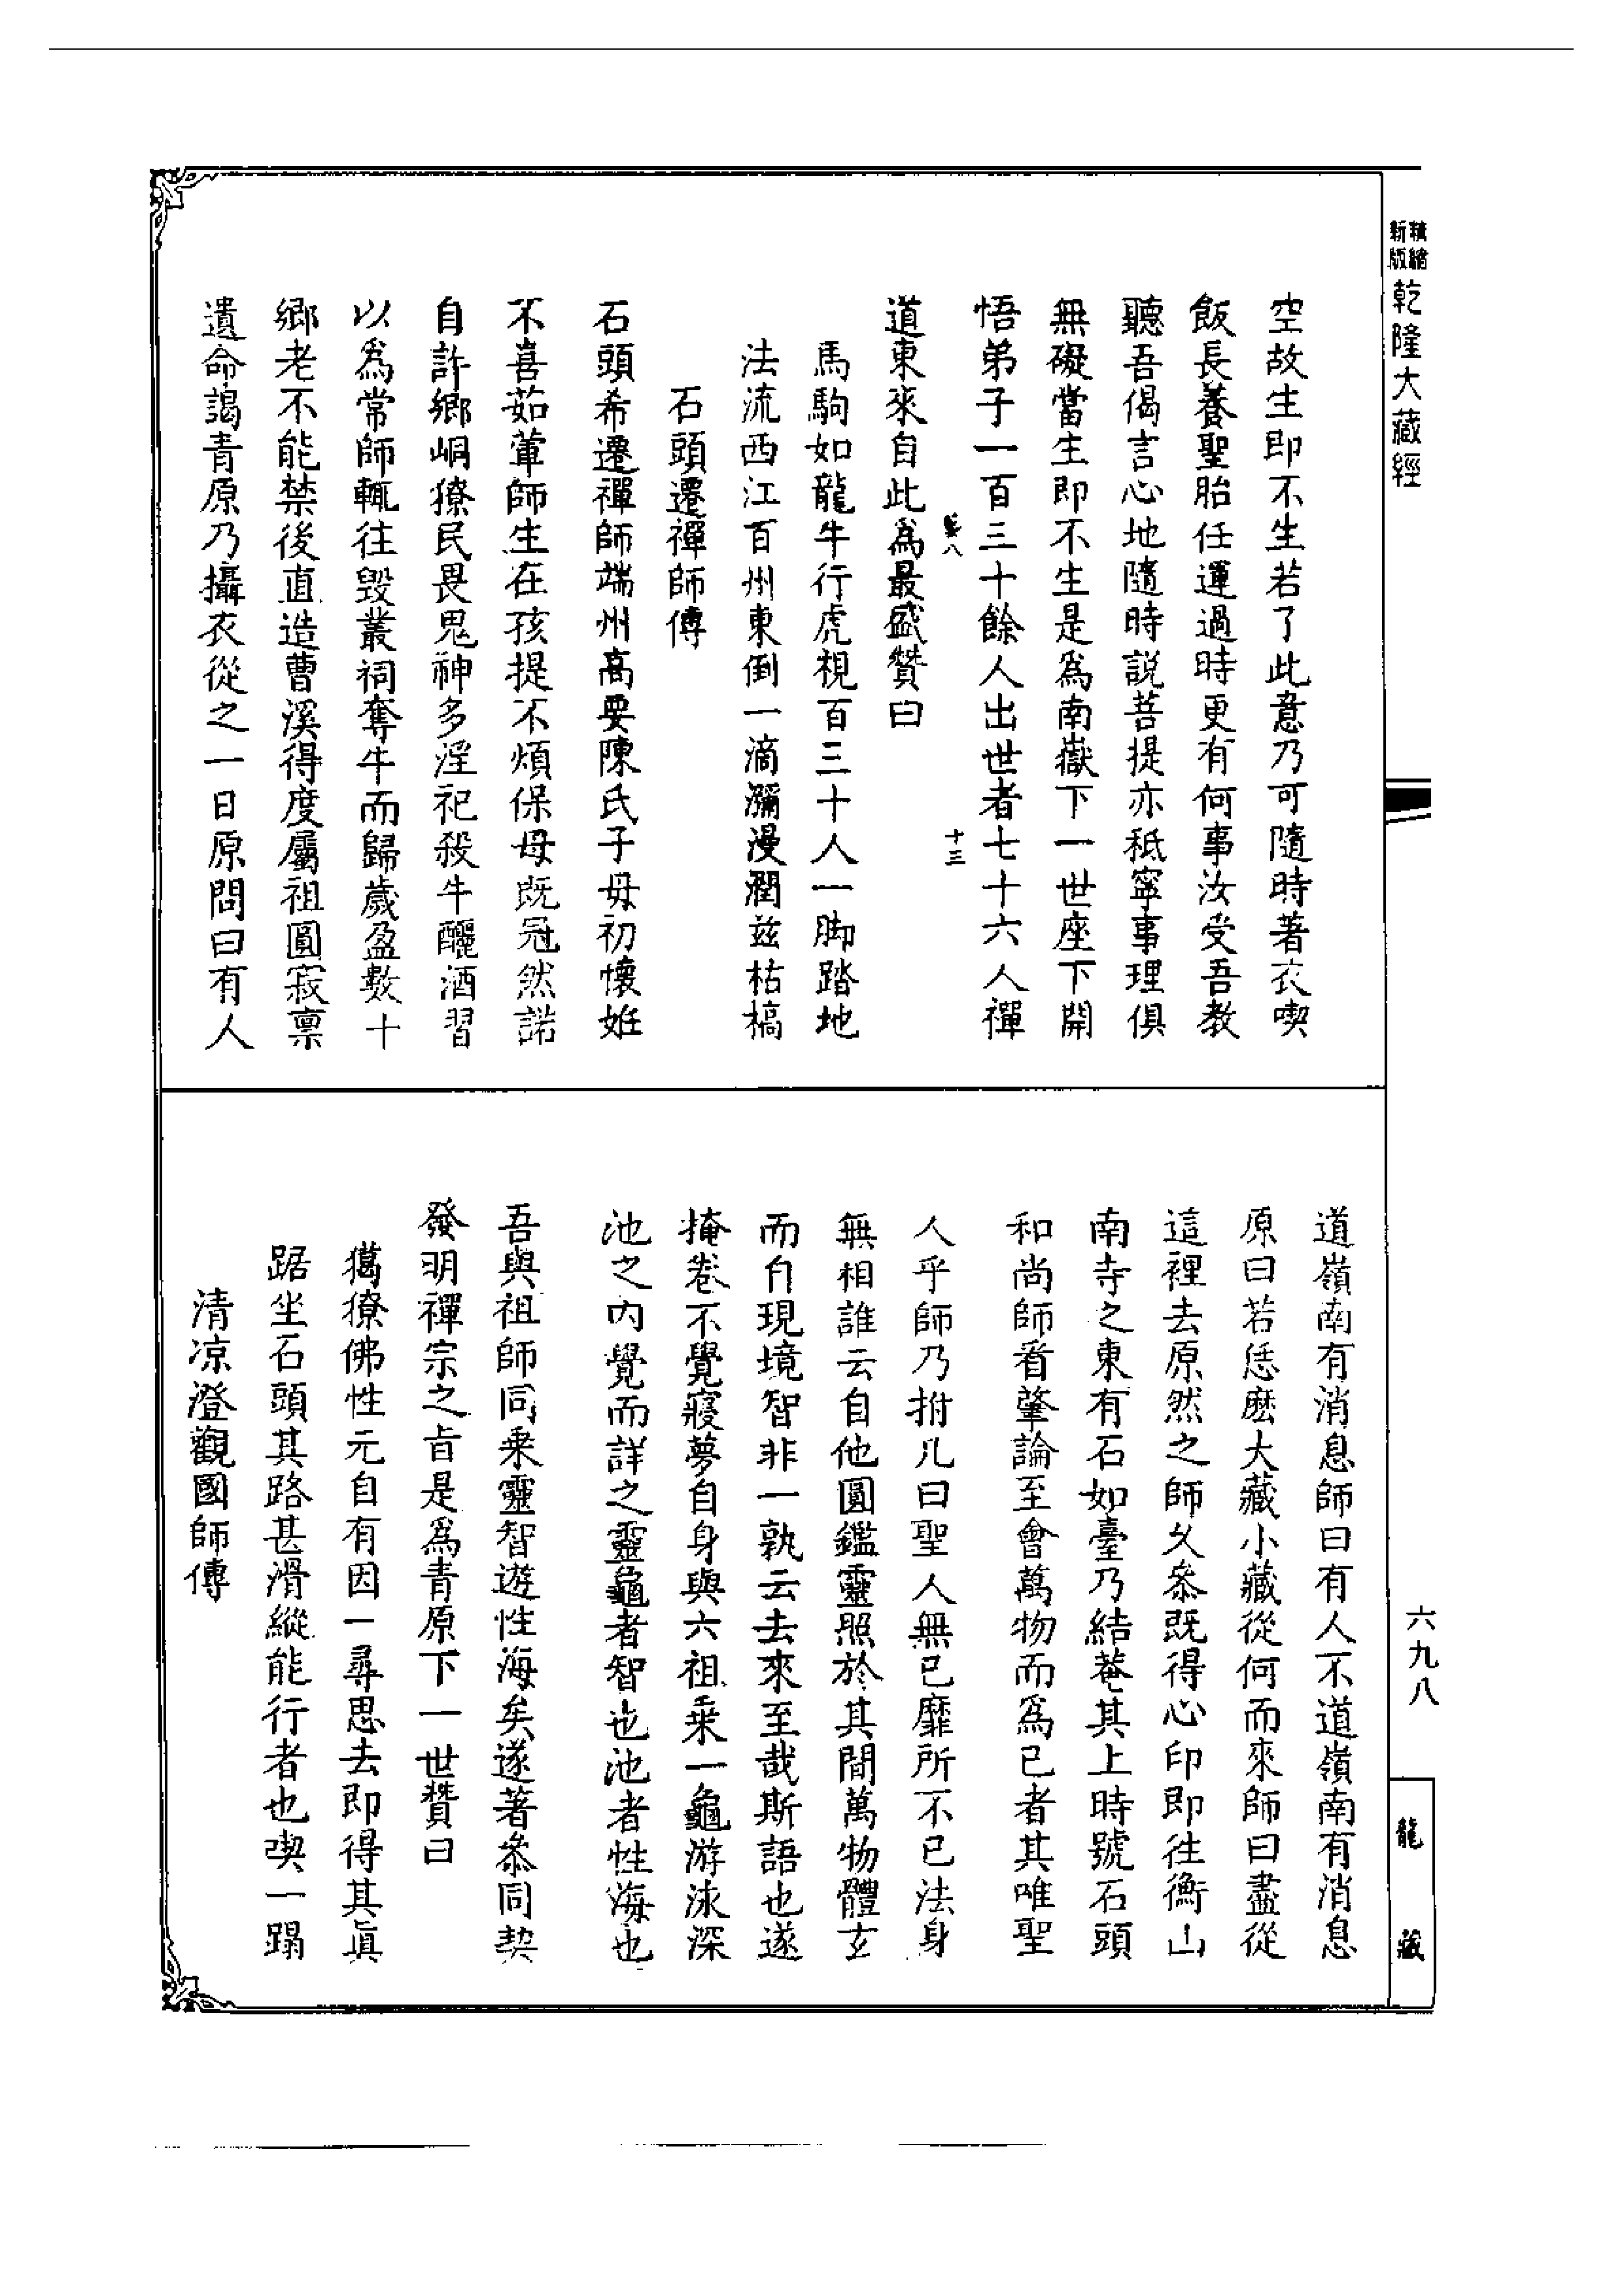 精縮新版乾隆大藏經
空故生即不生若了此意乃可隨時著衣喫
飯長養聖胎任運過時更有何事汝受吾教
聽吾偈言心地隨時説菩提亦秪寧事理俱
無礙當生即不生是為南嶽下一世座下開
悟弟子一百三十餘人出世者七十六人禪
八 十三
道東來自此為最盛贊曰
馬駒如龍牛行虎視百三十人一脚踏地
法流西江百州東倒一滴瀰漫潤兹枯槁
石頭遷禪師傳
石頭希遷禪師端州高要陳氏子母初懷姙
不喜茹葷師生在孩提不煩保母既冠然諾
自許鄉峒獠民畏鬼神多淫祀殺牛釃酒習
以為常師輒往毀叢祠奪牛而歸歲盈數十
鄉老不能禁後直造曹溪得度屬祖圓寂稟
遺命謁青原乃攝衣從之一日原問曰有人
道嶺南有消息師曰有人不道嶺南有消息
原曰若恁麼大藏小藏從何而來師曰盡從
這裡去原然之師久叅既得心印即往衡山
南寺之東有石如臺乃結菴其上時號石頭
和尚師看肇論至會萬物而為已者其唯聖
人乎師乃拊几曰聖人無已靡所不已法身
無相誰云自他圓鑑靈照於其間萬物體玄
而自現境智非一孰云去來至哉斯語也遂
掩卷不覺寢夢自身與六祖乗一龜游泳深
池之内覺而詳之靈龜者智也池者性海也
吾與祖師同乗靈智遊性海矣遂著叅同契
發明禪宗之旨是為青原下一世贊曰
獦獠佛性元自有因一尋思去即得其眞
踞坐石頭其路甚滑縱能行者也喫一蹋
清凉澄觀國師傳
六九八
龍藏